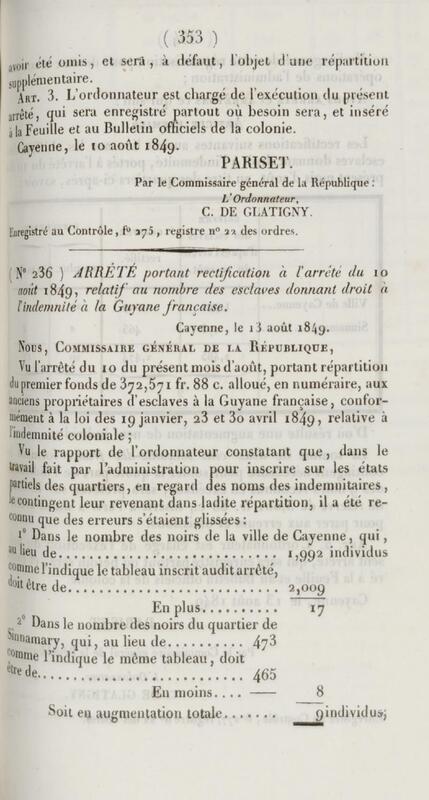 ( 353 )
avoir été omis, et sera, à défaut, l'objet d'une répartition
supplémentaire.
ART. 3. L'ordonnateur est chargé de l'exécution du présent
arrêté, qui sera enregistré partout où besoin sera, et inséré
à la Feuille et au Bulletin officiels de la colonie.
Cayenne, le 10 août 1849.
PARISET.
Par le Commissaire général de la République :
L'Ordonnateur,
C. DE GLATIGNY.
Enregistré au Contrôle, f° 275, registre n° 22 des ordres.
( N° 236 ) ARRÊTÉ portant rectification à l'arrêté du 10
août 1849, relatif au nombre des esclaves donnant droit à
l'indemnité à la Guyane française.
Cayenne, le 13 août 1849.
NOUS, COMMISSAIRE GÉNÉRAL DE LA RÉPUBLIQUE,
Vu l'arrêté du 10 du présent mois d'août, portant répartition
du premier fonds de 372,571 fr. 88 c. alloué, en numéraire, aux
anciens propriétaires d'esclaves à la Guyane française, confor-
mément à la loi des 19 janvier, 23 et 30 avril 1849, relative à
l'indemnité coloniale ;
Vu le rapport de l'ordonnateur constatant que, dans le
travail fait par l'administration pour inscrire sur les états
partiels des quartiers, en regard des noms des indemnitaires,
le contingent leur revenant dans ladite répartition, il a été re-
connu que des erreurs s'étaient glissées :
1° Dans le nombre des noirs de la ville de Cayenne, qui,
au lieu de............................ 1,992 individus
comme l'indique le tableau inscrit audit arrêté,
doit être de........................... 2,009
En plus........... 17
2° Dans le nombre des noirs du quartier de
Sinnamary, qui, au lieu de.......... 473
comme l'indique le même tableau, doit
être de........................... 465
En moins.... — 8
Soit en augmentation totale....... 9 individus;